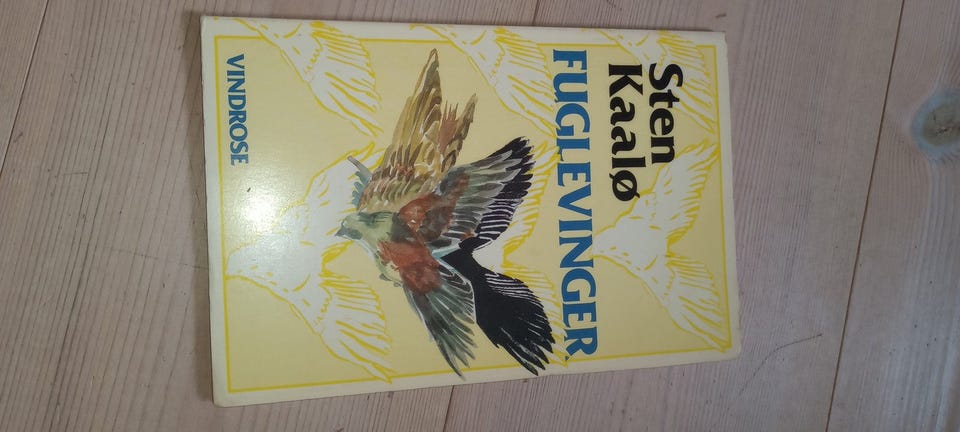 Sten
Kaalø
FUGLEVINGER
VINDROSE